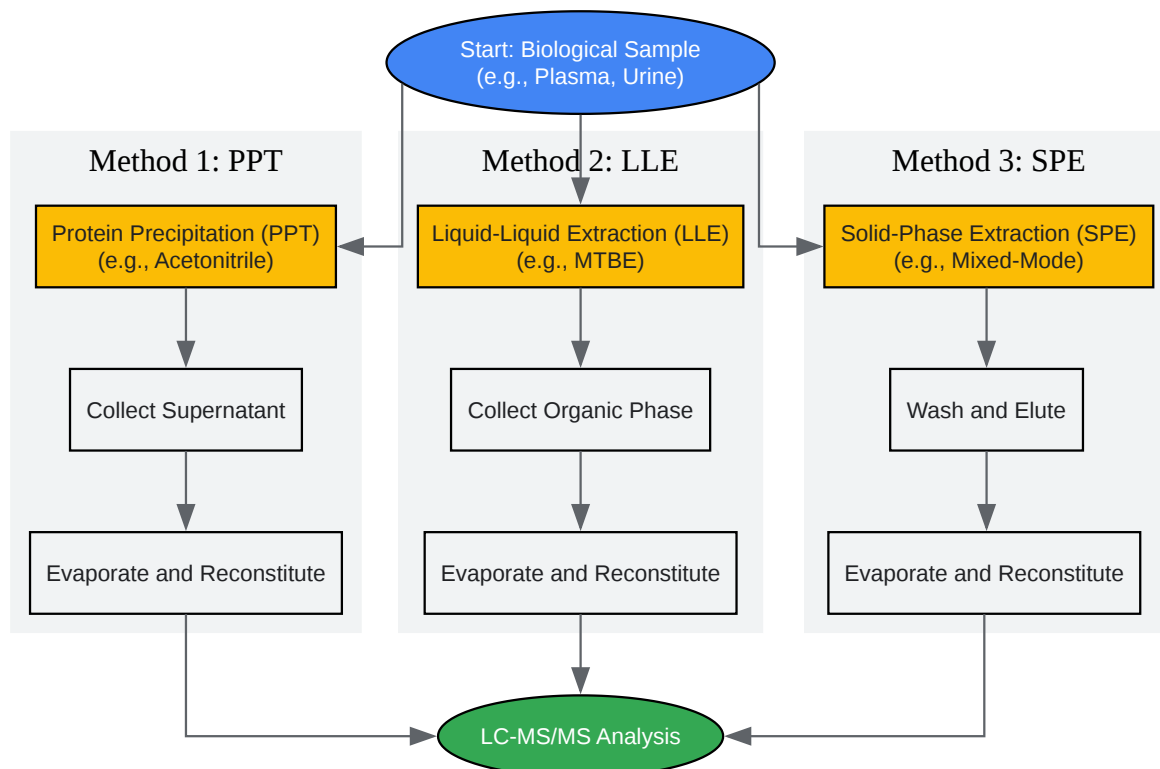 Start: Biological Sample
(e.g., Plasma, Urine)
Method 1: PPT
Method 2: LLE
Method 3: SPE
Protein Precipitation (PPT)
(e.g., Acetonitrile)
Liquid-Liquid Extraction (LLE)
(e.g., MTBE)
Solid-Phase Extraction (SPE)
(e.g., Mixed-Mode)
Collect Supernatant
Collect Organic Phase
Wash and Elute
Evaporate and Reconstitute
Evaporate and Reconstitute
Evaporate and Reconstitute
LC-MS/MS Analysis